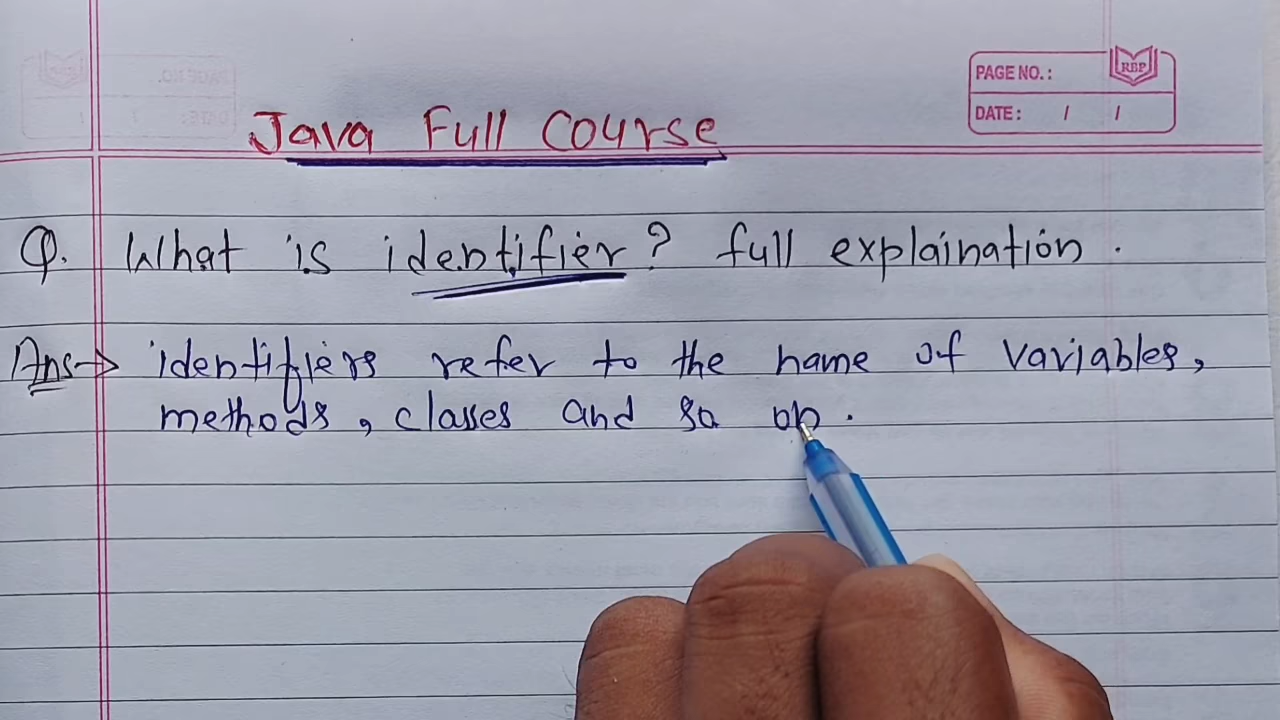 PAGE NO.:
RBP
DATE: / /
Java Full Course
Q. What is identifier? full explaination.
Ans→ identifiers refer to the name of variables,
methods, classes and so on.